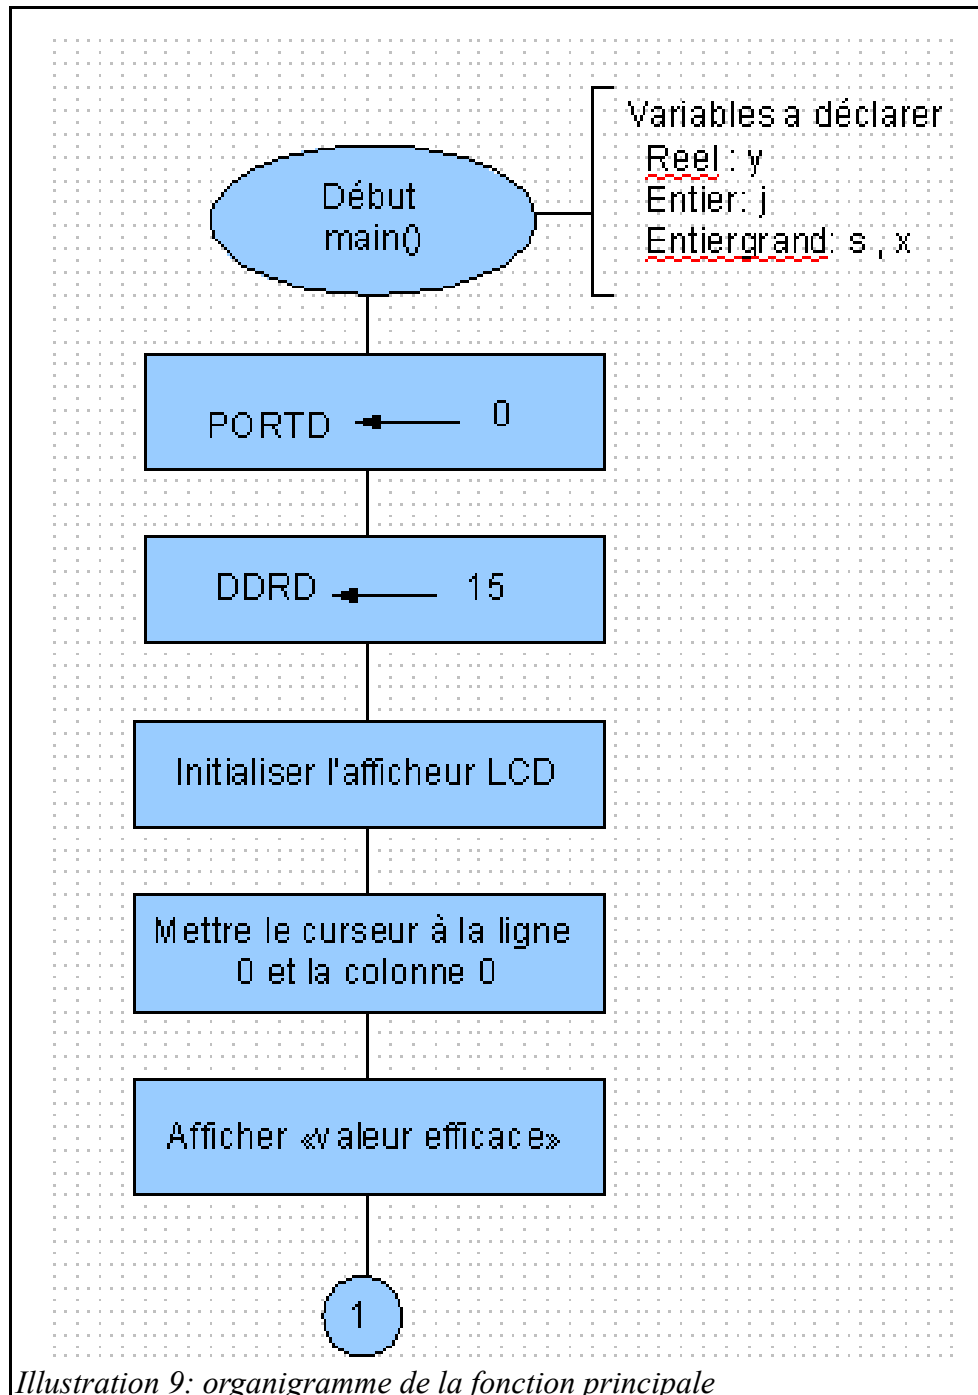 Variables a déclarer
Reel : y
Entier: j
Entiergrand: s , x
Début
main()
PORTD 0
DDRD 15
Initialiser l'afficheur LCD
Mettre le curseur à la ligne
0 et la colonne 0
Afficher «valeur efficace»
1
Illustration 9: organigramme de la fonction principale